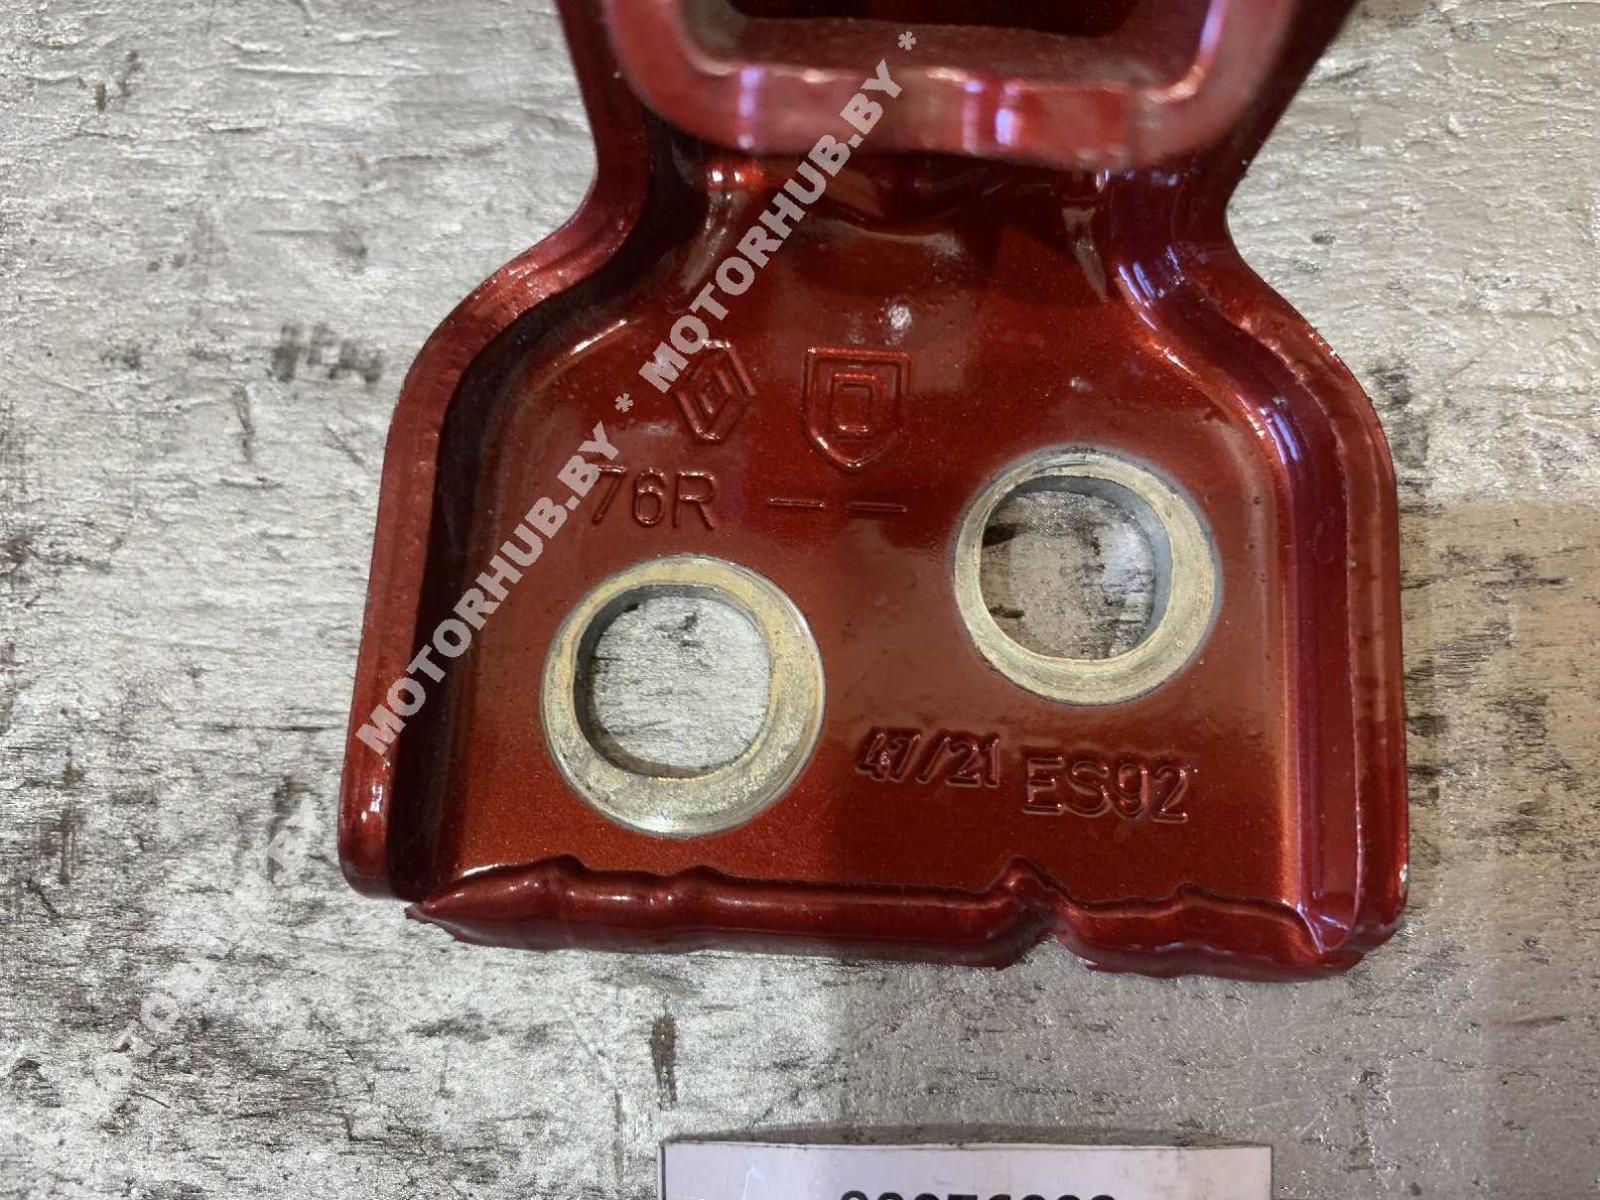 MOTORHUB.BY * MOTORHUB.BY *
76R — —
47/21 ES92